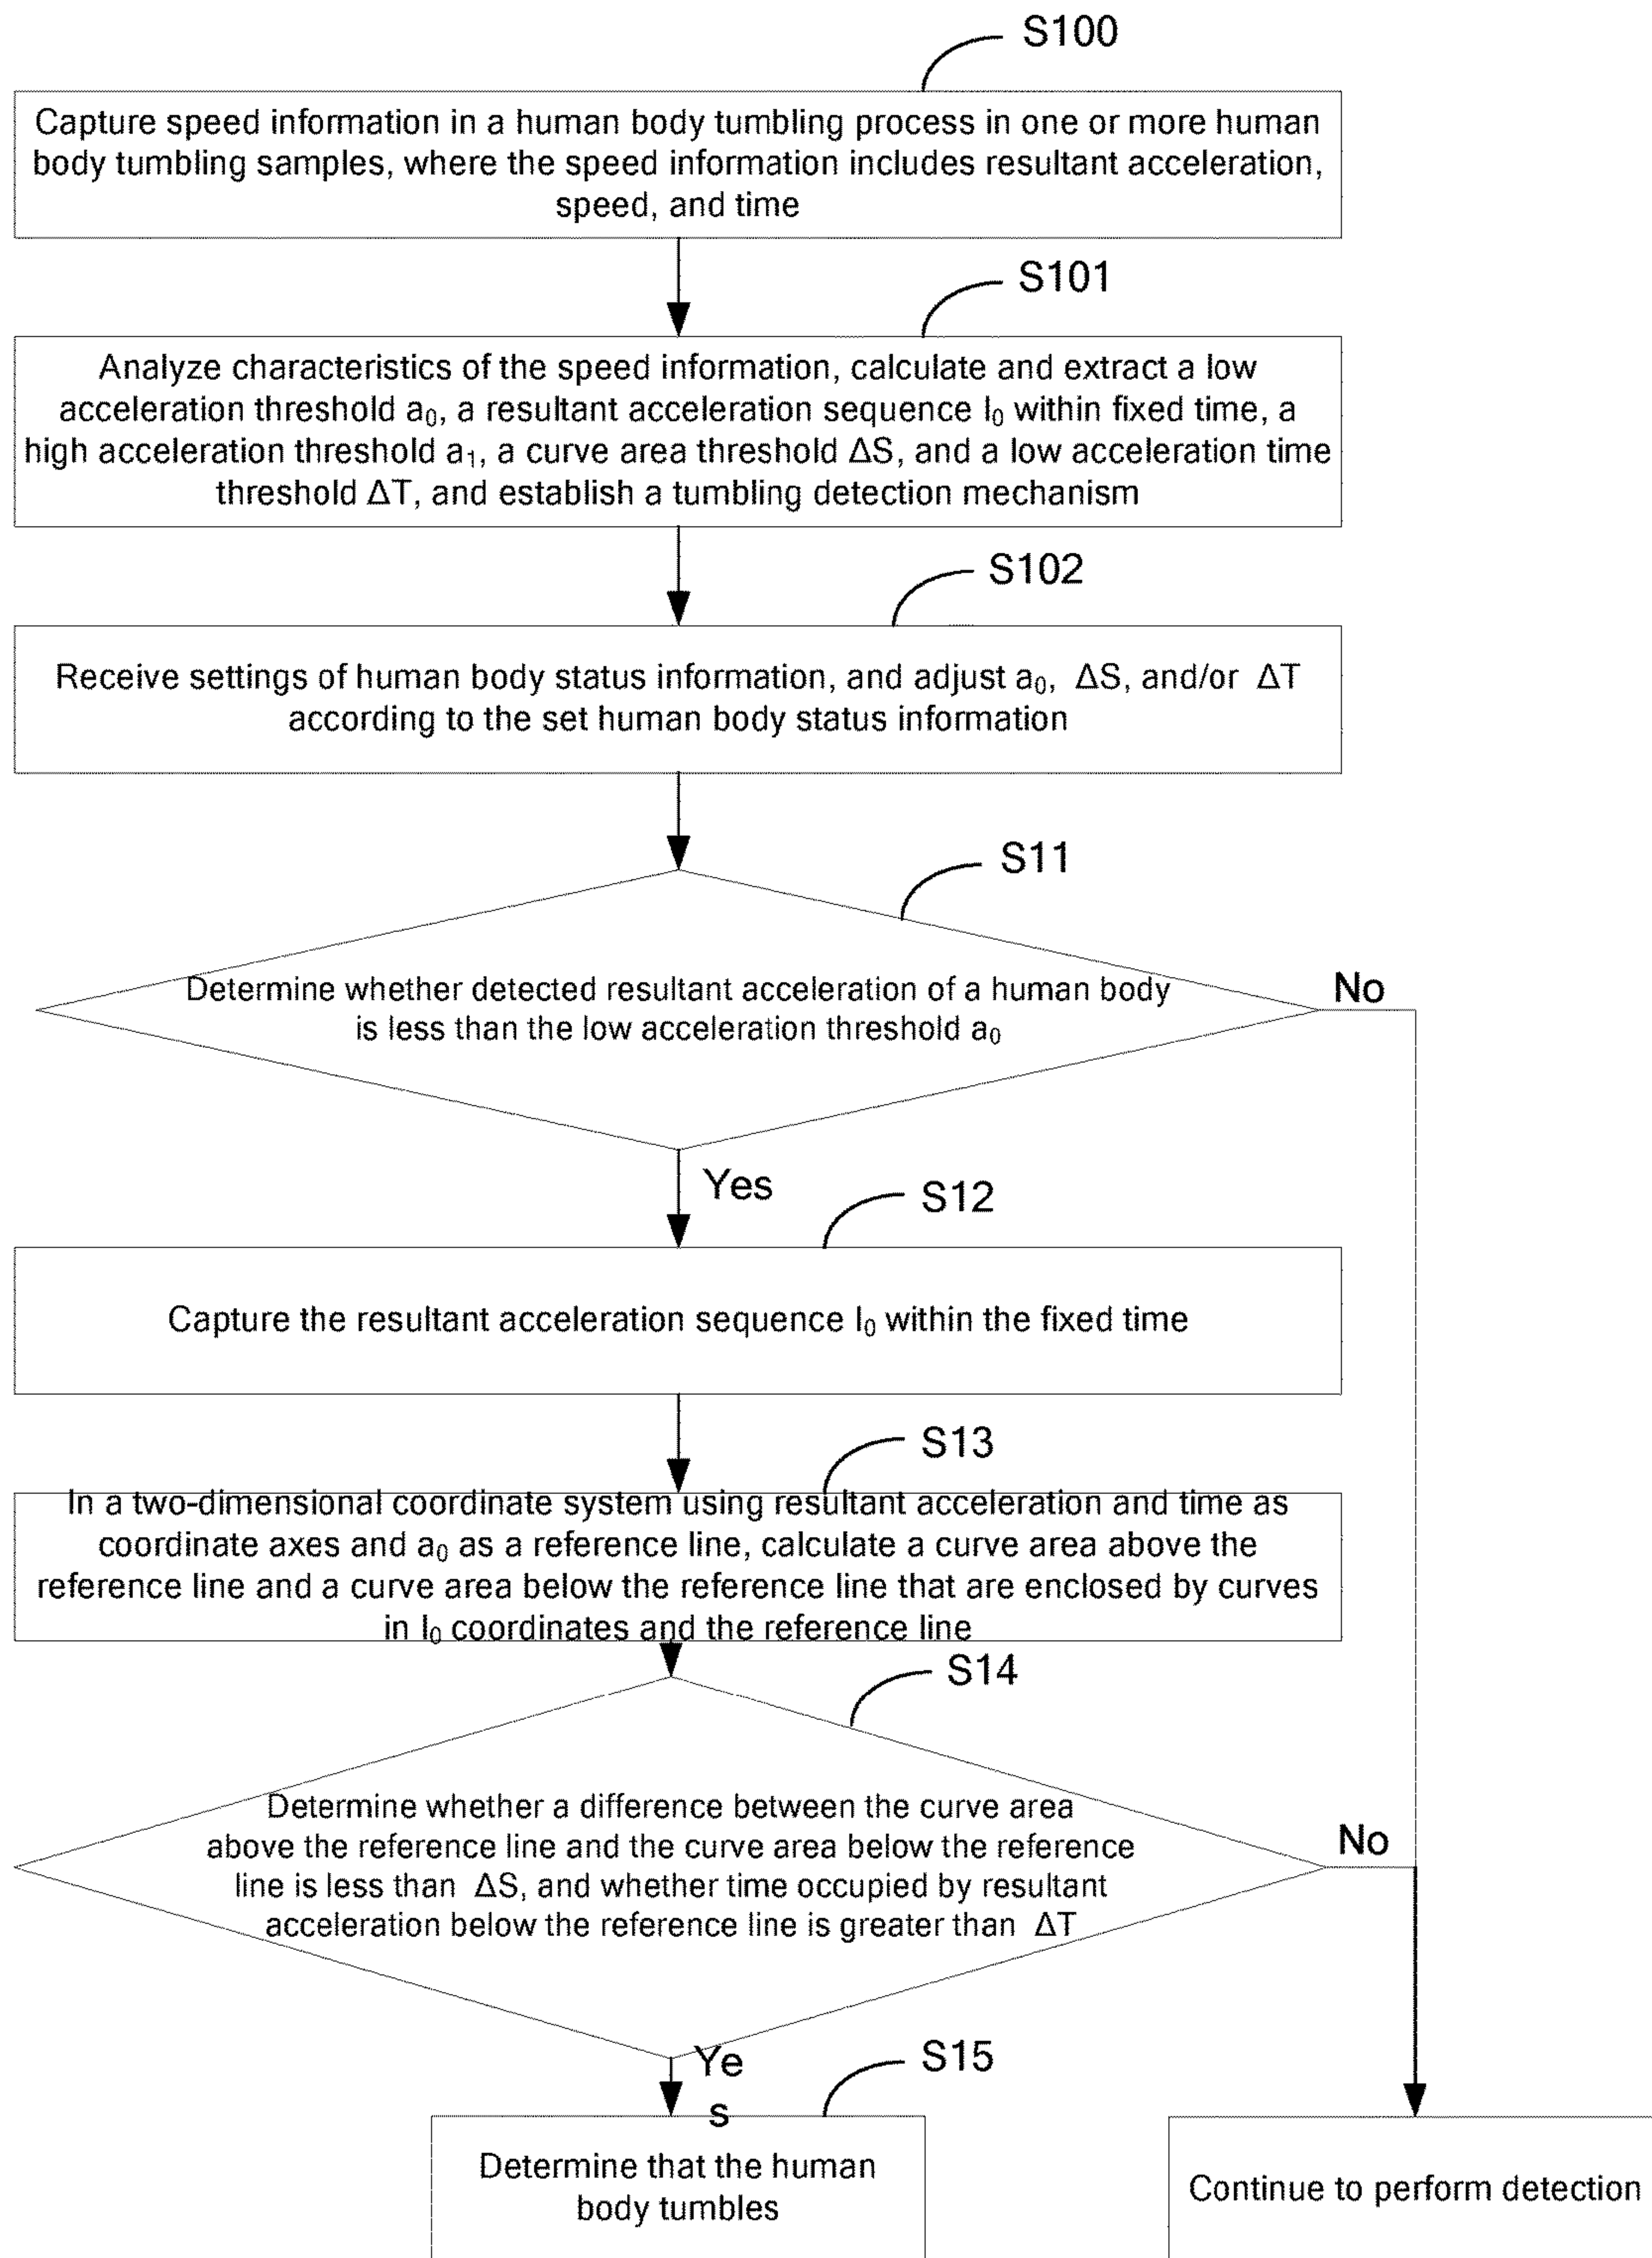 S100
Capture speed information in a human body tumbling process in one or more human
body tumbling samples, where the speed information includes resultant acceleration,
speed, and time
S101
Analyze characteristics of the speed information, calculate and extract a low
acceleration threshold a₀, a resultant acceleration sequence I₀ within fixed time, a
high acceleration threshold a₁, a curve area threshold ΔS, and a low acceleration time
threshold ΔT, and establish a tumbling detection mechanism
S102
Receive settings of human body status information, and adjust a₀, ΔS, and/or ΔT
according to the set human body status information
S11
Determine whether detected resultant acceleration of a human body
is less than the low acceleration threshold a₀
No
Yes
S12
Capture the resultant acceleration sequence I₀ within the fixed time
S13
In a two-dimensional coordinate system using resultant acceleration and time as
coordinate axes and a₀ as a reference line, calculate a curve area above the
reference line and a curve area below the reference line that are enclosed by curves
in I₀ coordinates and the reference line
S14
Determine whether a difference between the curve area
above the reference line and the curve area below the reference
line is less than ΔS, and whether time occupied by resultant
acceleration below the reference line is greater than ΔT
No
Ye
s
S15
Determine that the human
body tumbles
Continue to perform detection